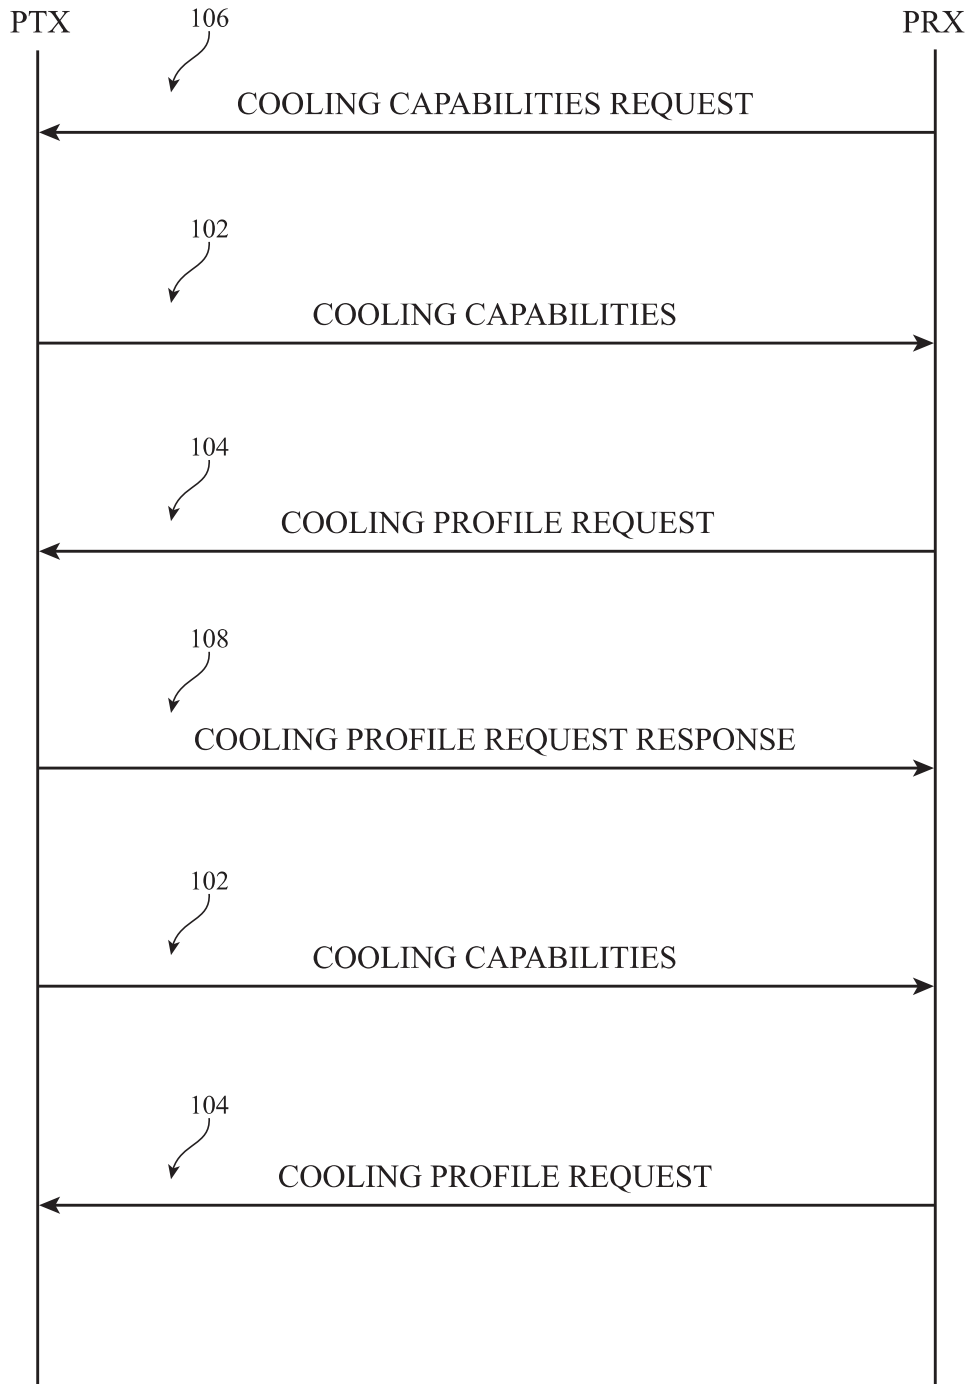 PTX
PRX
106
COOLING CAPABILITIES REQUEST
102
COOLING CAPABILITIES
104
COOLING PROFILE REQUEST
108
COOLING PROFILE REQUEST RESPONSE
102
COOLING CAPABILITIES
104
COOLING PROFILE REQUEST